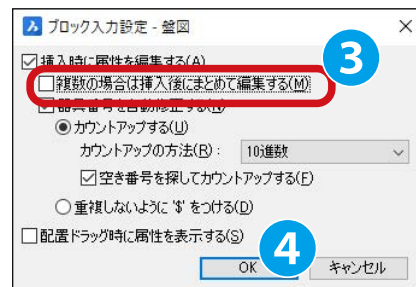 ブロック入力設定 - 盤図
挿入時に属性を編集する(A)
3
複数の場合は挿入後にまとめて編集する(M)
器具番号を自動修正する(N)
カウントアップする(U)
カウントアップの方法(R): 10進数
空き番号を探してカウントアップする(F)
重複しないように '$' をつける(D)
配置ドラッグ時に属性を表示する(S)
4
OK キャンセル